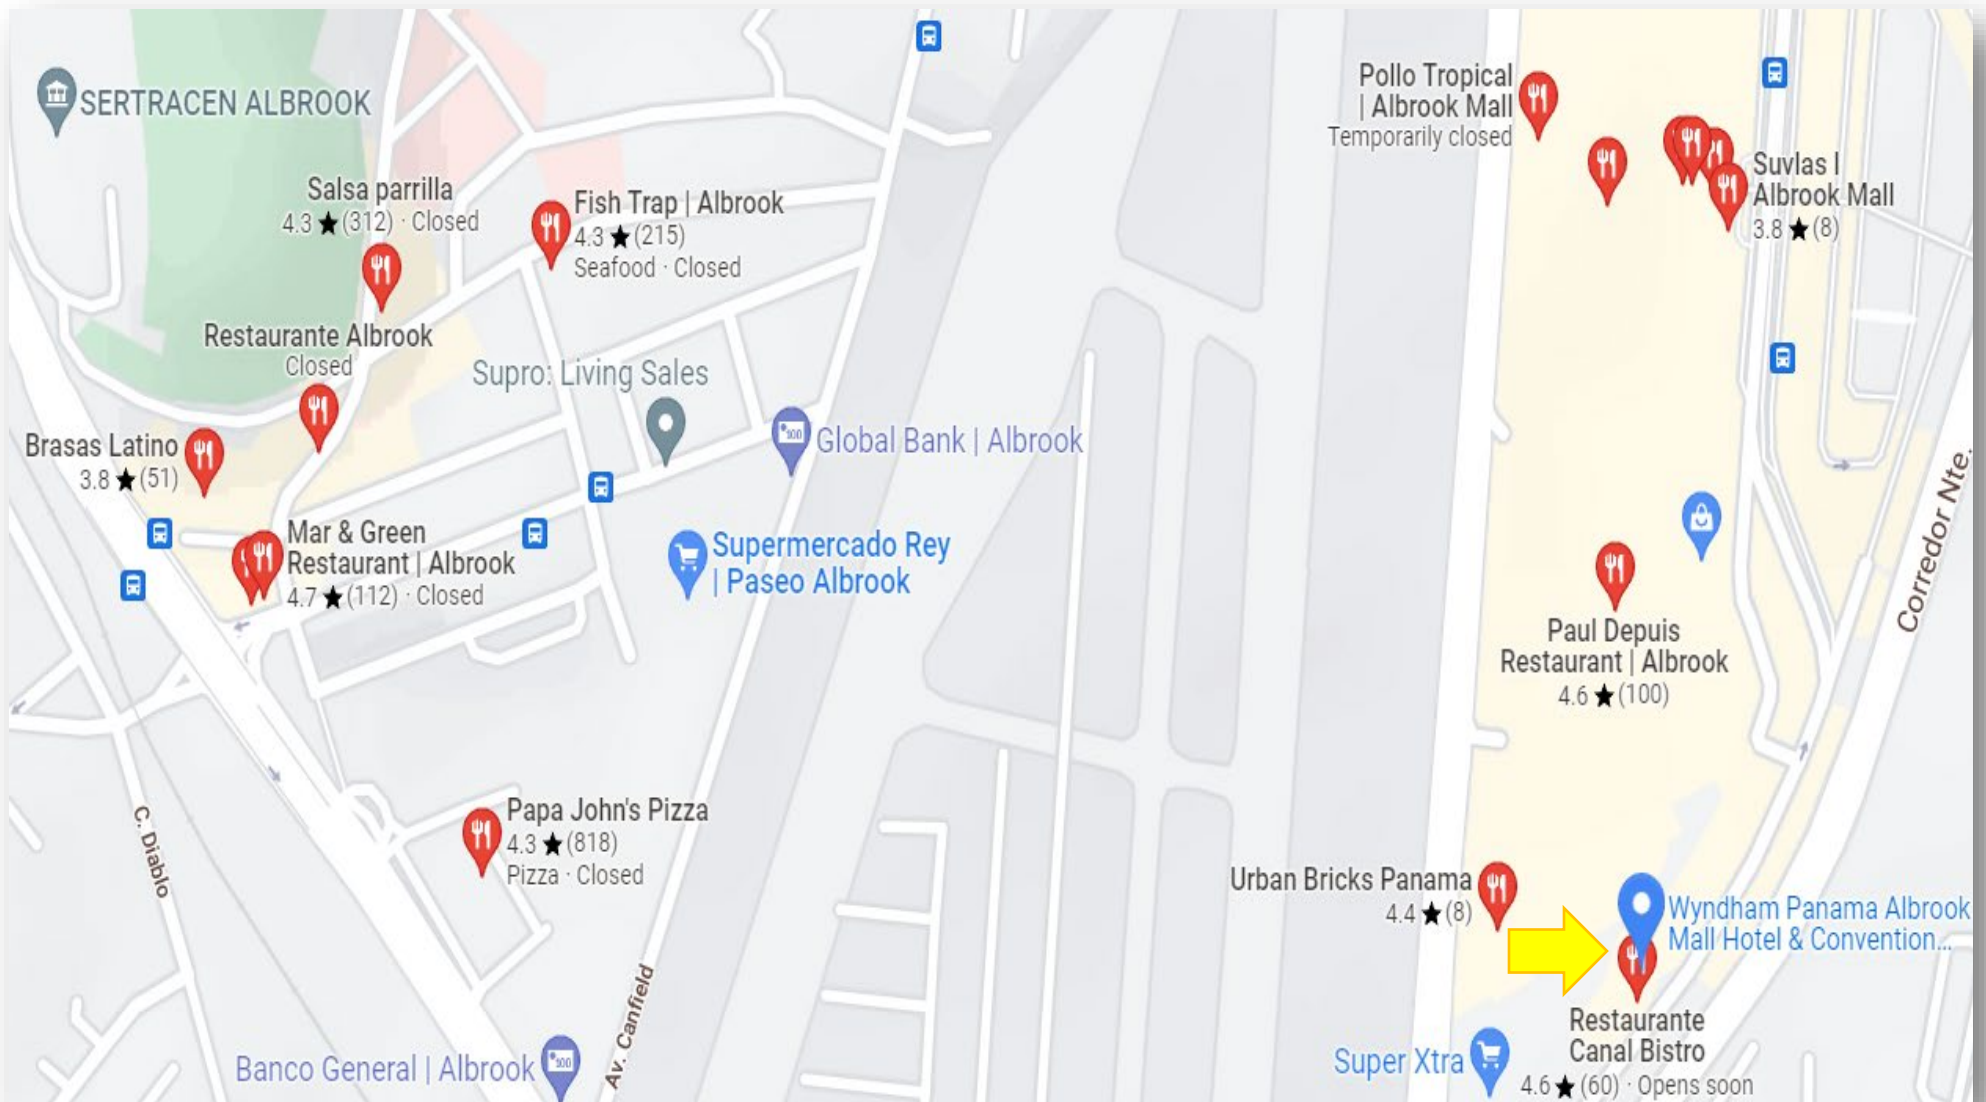 SERTRACEN ALBROOK
Salsa parrilla
4.3 ★ (312) · Closed
Fish Trap | Albrook
4.3 ★ (215)
Seafood · Closed
Restaurante Albrook
Closed
Supro: Living Sales
Brasas Latino
3.8 ★ (51)
Global Bank | Albrook
Mar & Green
Restaurant | Albrook
4.7 ★ (112) · Closed
Supermercado Rey
| Paseo Albrook
Papa John's Pizza
4.3 ★ (818)
Pizza · Closed
C. Diablo
Av. Canfield
Banco General | Albrook
Pollo Tropical
| Albrook Mall
Temporarily closed
Suvlas |
Albrook Mall
3.8 ★ (8)
Corredor Nte.
Paul Depuis
Restaurant | Albrook
4.6 ★ (100)
Urban Bricks Panama
4.4 ★ (8)
Wyndham Panama Albrook
Mall Hotel & Convention...
Restaurante
Canal Bistro
4.6 ★ (60) · Opens soon
Super Xtra